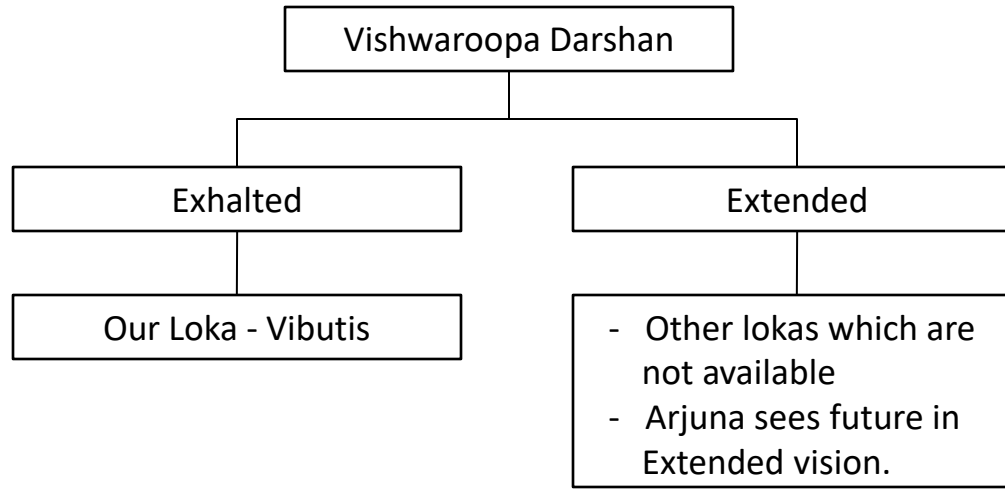 Vishwaroopa Darshan
Exhalted
Extended
Our Loka - Vibutis
- Other lokas which are
not available
- Arjuna sees future in
Extended vision.